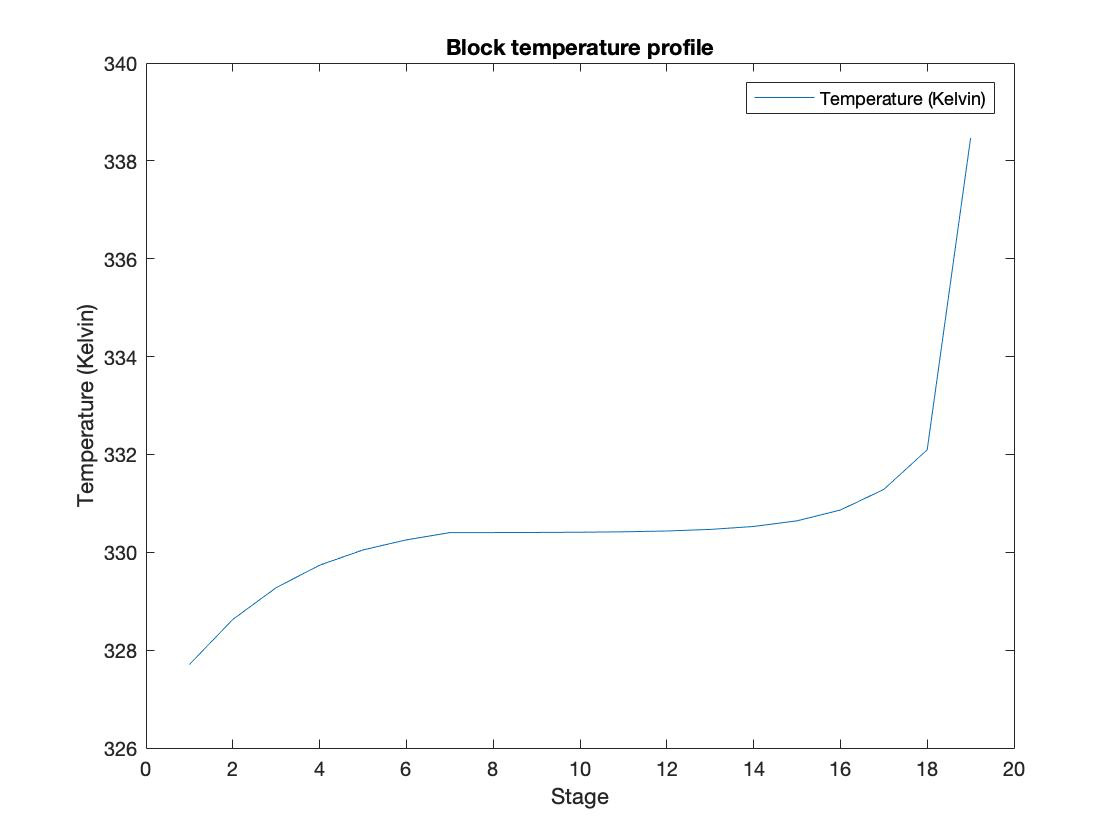 Block temperature profile
Temperature (Kelvin)
Temperature (Kelvin)
340
338
336
334
332
330
328
326
0 2 4 6 8 10 12 14 16 18 20
Stage